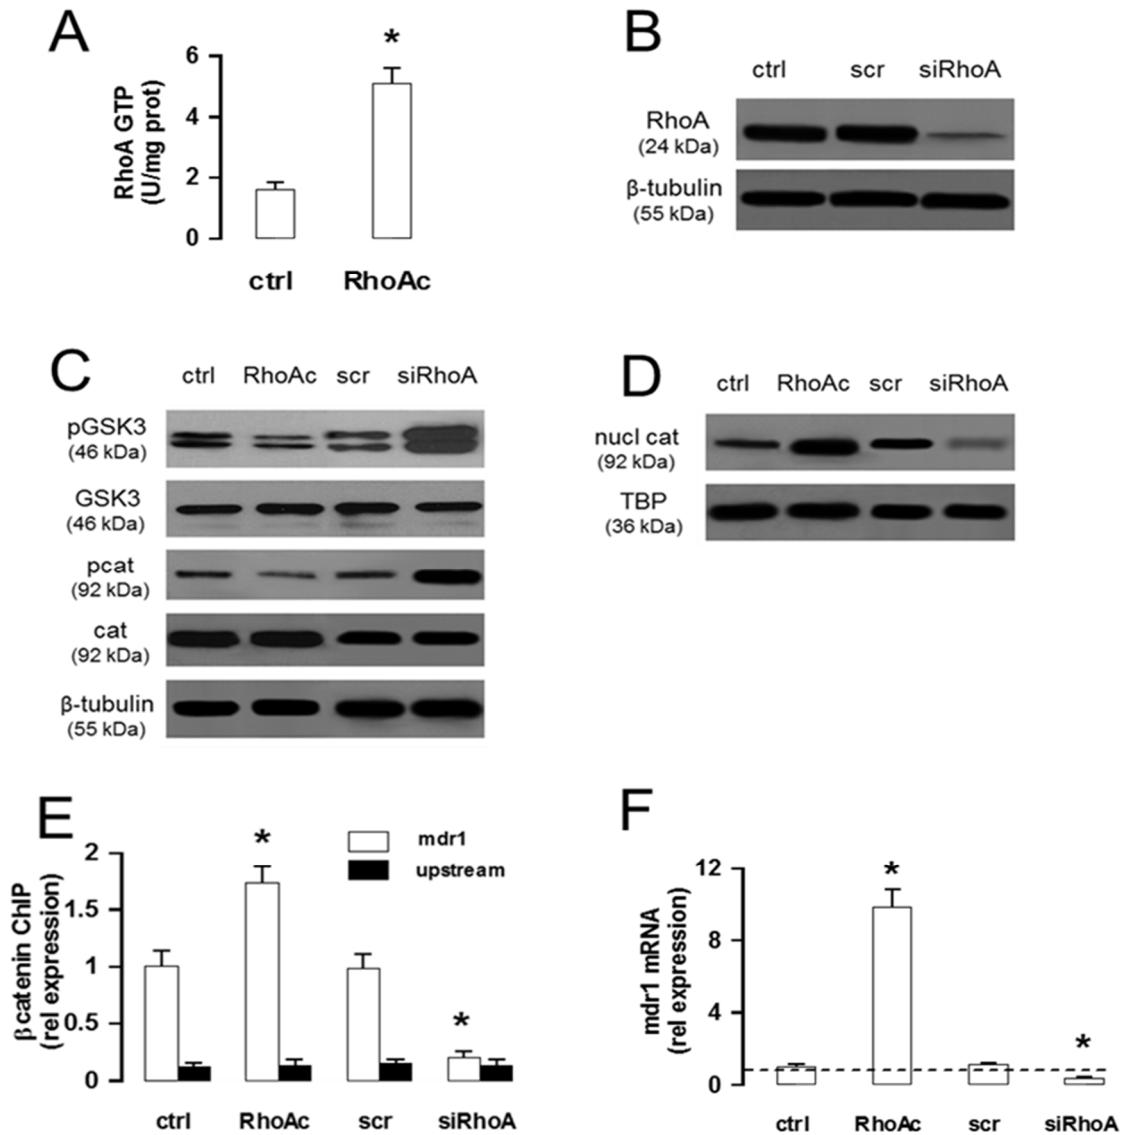 A
*
6
4
2
0
RhoA GTP
(U/mg prot)
ctrl RhoAc
B
ctrl scr siRhoA
RhoA
(24 kDa)
β-tubulin
(55 kDa)
C
ctrl RhoAc scr siRhoA
pGSK3
(46 kDa)
GSK3
(46 kDa)
pcat
(92 kDa)
cat
(92 kDa)
β-tubulin
(55 kDa)
D
ctrl RhoAc scr siRhoA
nucl cat
(92 kDa)
TBP
(36 kDa)
E
*
*
mdr1
upstream
2
1.5
1
0.5
0
β catenin ChIP
(rel expression)
ctrl RhoAc scr siRhoA
F
*
*
12
8
4
0
mdr1 mRNA
(rel expression)
ctrl RhoAc scr siRhoA